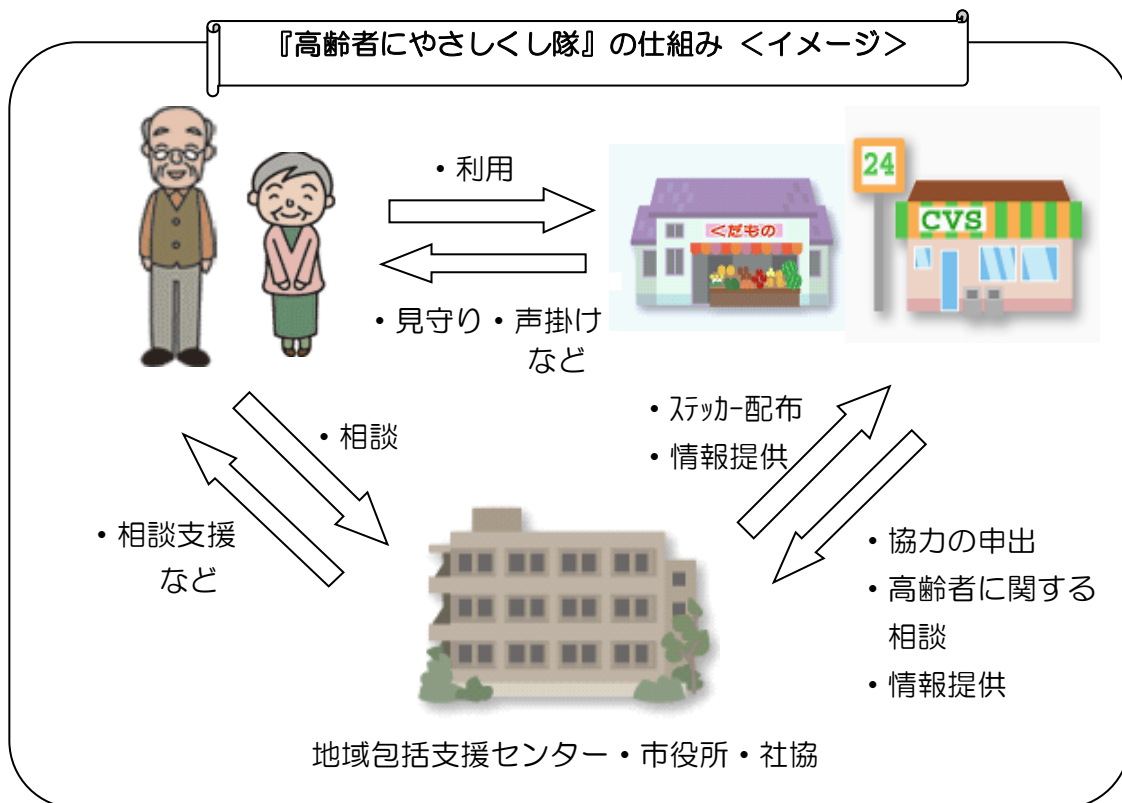 『高齢者にやさしくし隊』の仕組み ＜イメージ＞
・利用
24
CVS
くだもの
・見守り・声掛け
など
・ｽﾃｯｶｰ配布
・情報提供
・相談
・相談支援
など
・協力の申出
・高齢者に関する
相談
・情報提供
地域包括支援センター・市役所・社協